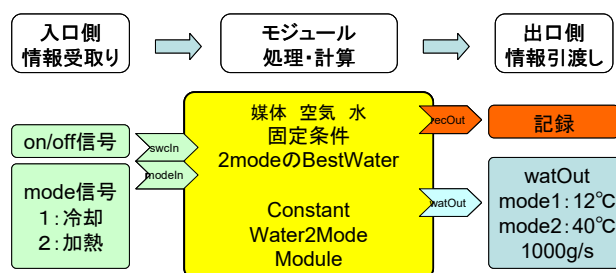 入口側
情報受取り
モジュール
処理・計算
出口側
情報引渡し
on/off信号
mode信号
1:冷却
2:加熱
swcIn
modeIn
媒体 空気 水
固定条件
2modeのBestWater
Constant
Water2Mode
Module
recOut
watOut
記録
watOut
mode1:12℃
mode2:40℃
1000g/s